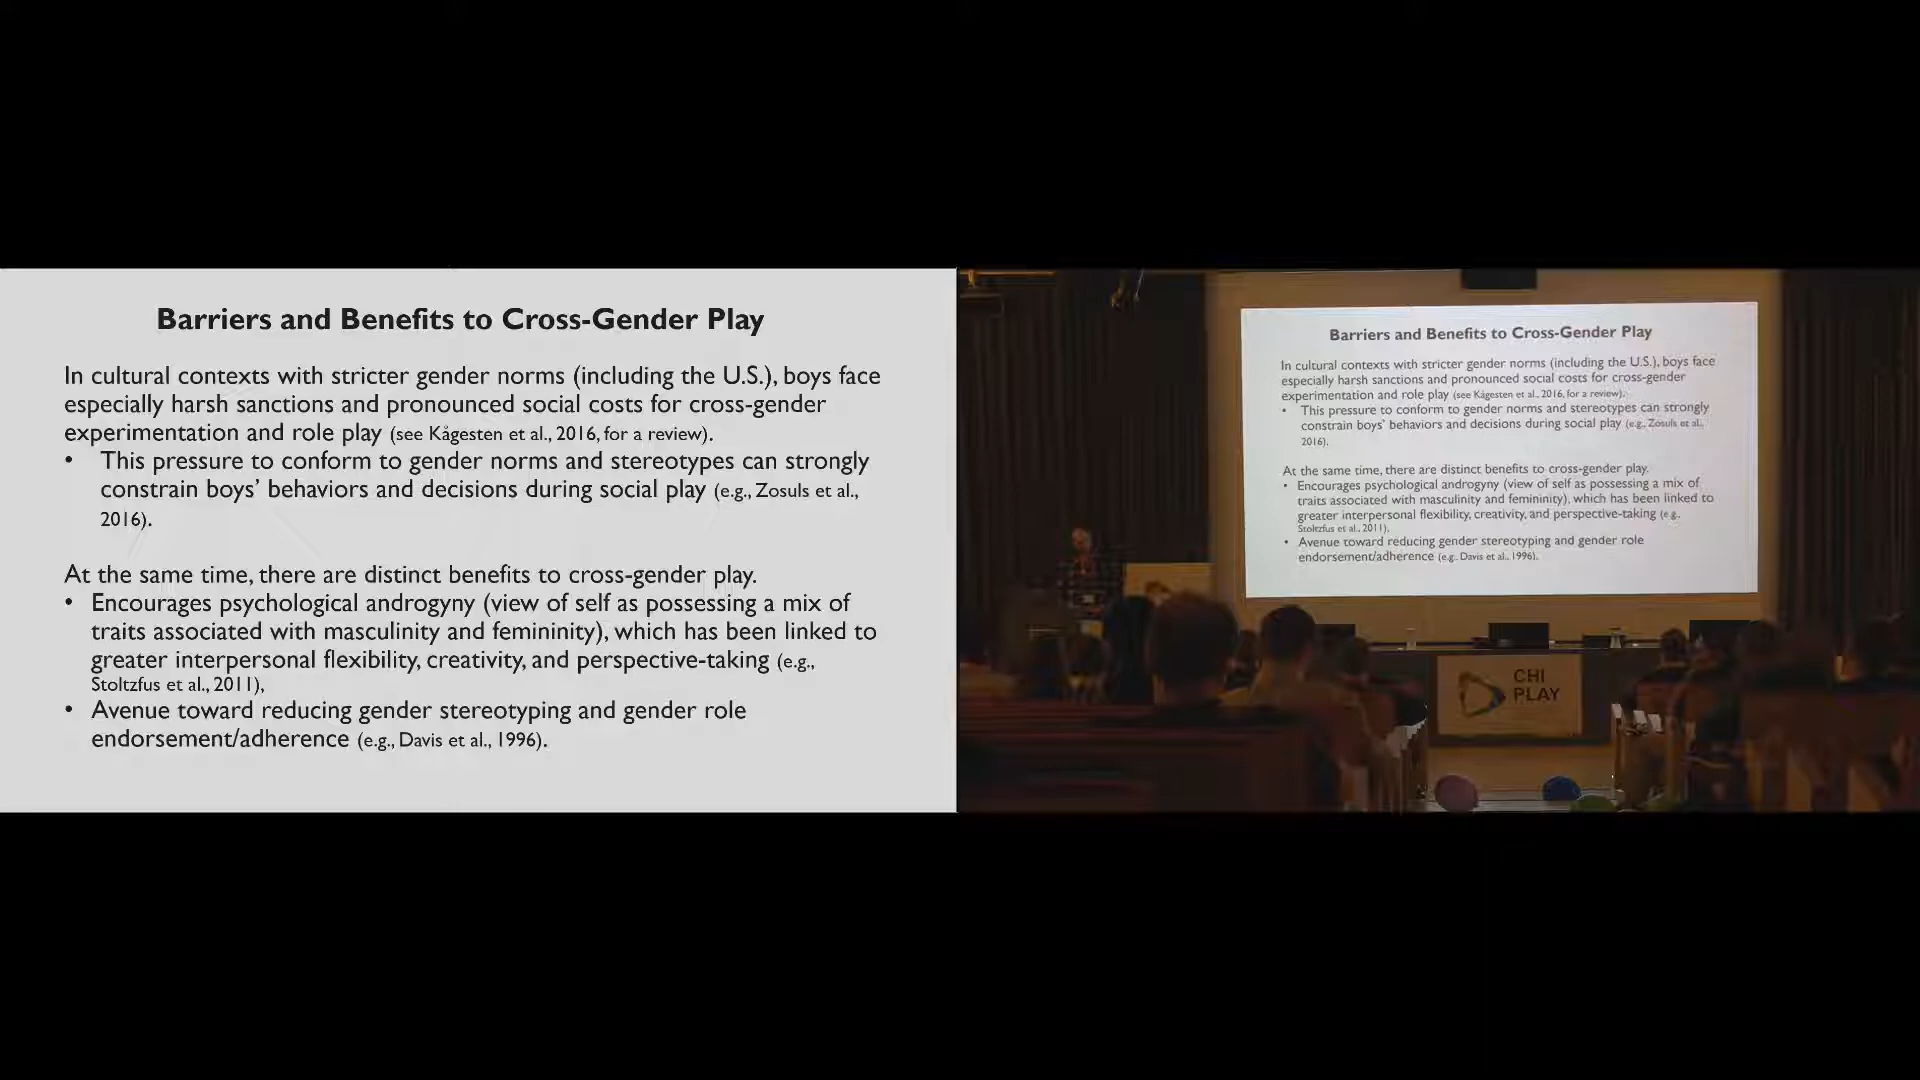 Barriers and Benefits to Cross-Gender Play
In cultural contexts with stricter gender norms (including the U.S.), boys face
especially harsh sanctions and pronounced social costs for cross-gender
experimentation and role play (see Kågesten et al., 2016, for a review).
• This pressure to conform to gender norms and stereotypes can strongly
constrain boys’ behaviors and decisions during social play (e.g., Zosuls et al.,
2016).
At the same time, there are distinct benefits to cross-gender play.
• Encourages psychological androgyny (view of self as possessing a mix of
traits associated with masculinity and femininity), which has been linked to
greater interpersonal flexibility, creativity, and perspective-taking (e.g.,
Stoltzfus et al., 2011),
• Avenue toward reducing gender stereotyping and gender role
endorsement/adherence (e.g., Davis et al., 1996).
Barriers and Benefits to Cross-Gender Play
In cultural contexts with stricter gender norms (including the U.S.), boys face
especially harsh sanctions and pronounced social costs for cross-gender
experimentation and role play (see Kågesten et al., 2016, for a review).
• This pressure to conform to gender norms and stereotypes can strongly
constrain boys’ behaviors and decisions during social play (e.g., Zosuls et al.,
2016).
At the same time, there are distinct benefits to cross-gender play.
• Encourages psychological androgyny (view of self as possessing a mix of
traits associated with masculinity and femininity), which has been linked to
greater interpersonal flexibility, creativity, and perspective-taking (e.g.,
Stoltzfus et al., 2011),
• Avenue toward reducing gender stereotyping and gender role
endorsement/adherence (e.g., Davis et al., 1996).
CHI
PLAY